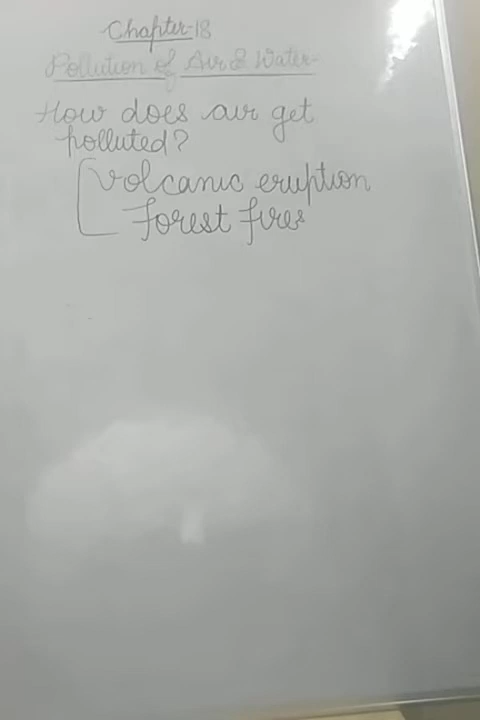 Chapter-18
Pollution of Air & Water-
How does air get
polluted?
volcanic eruption
Forest fires